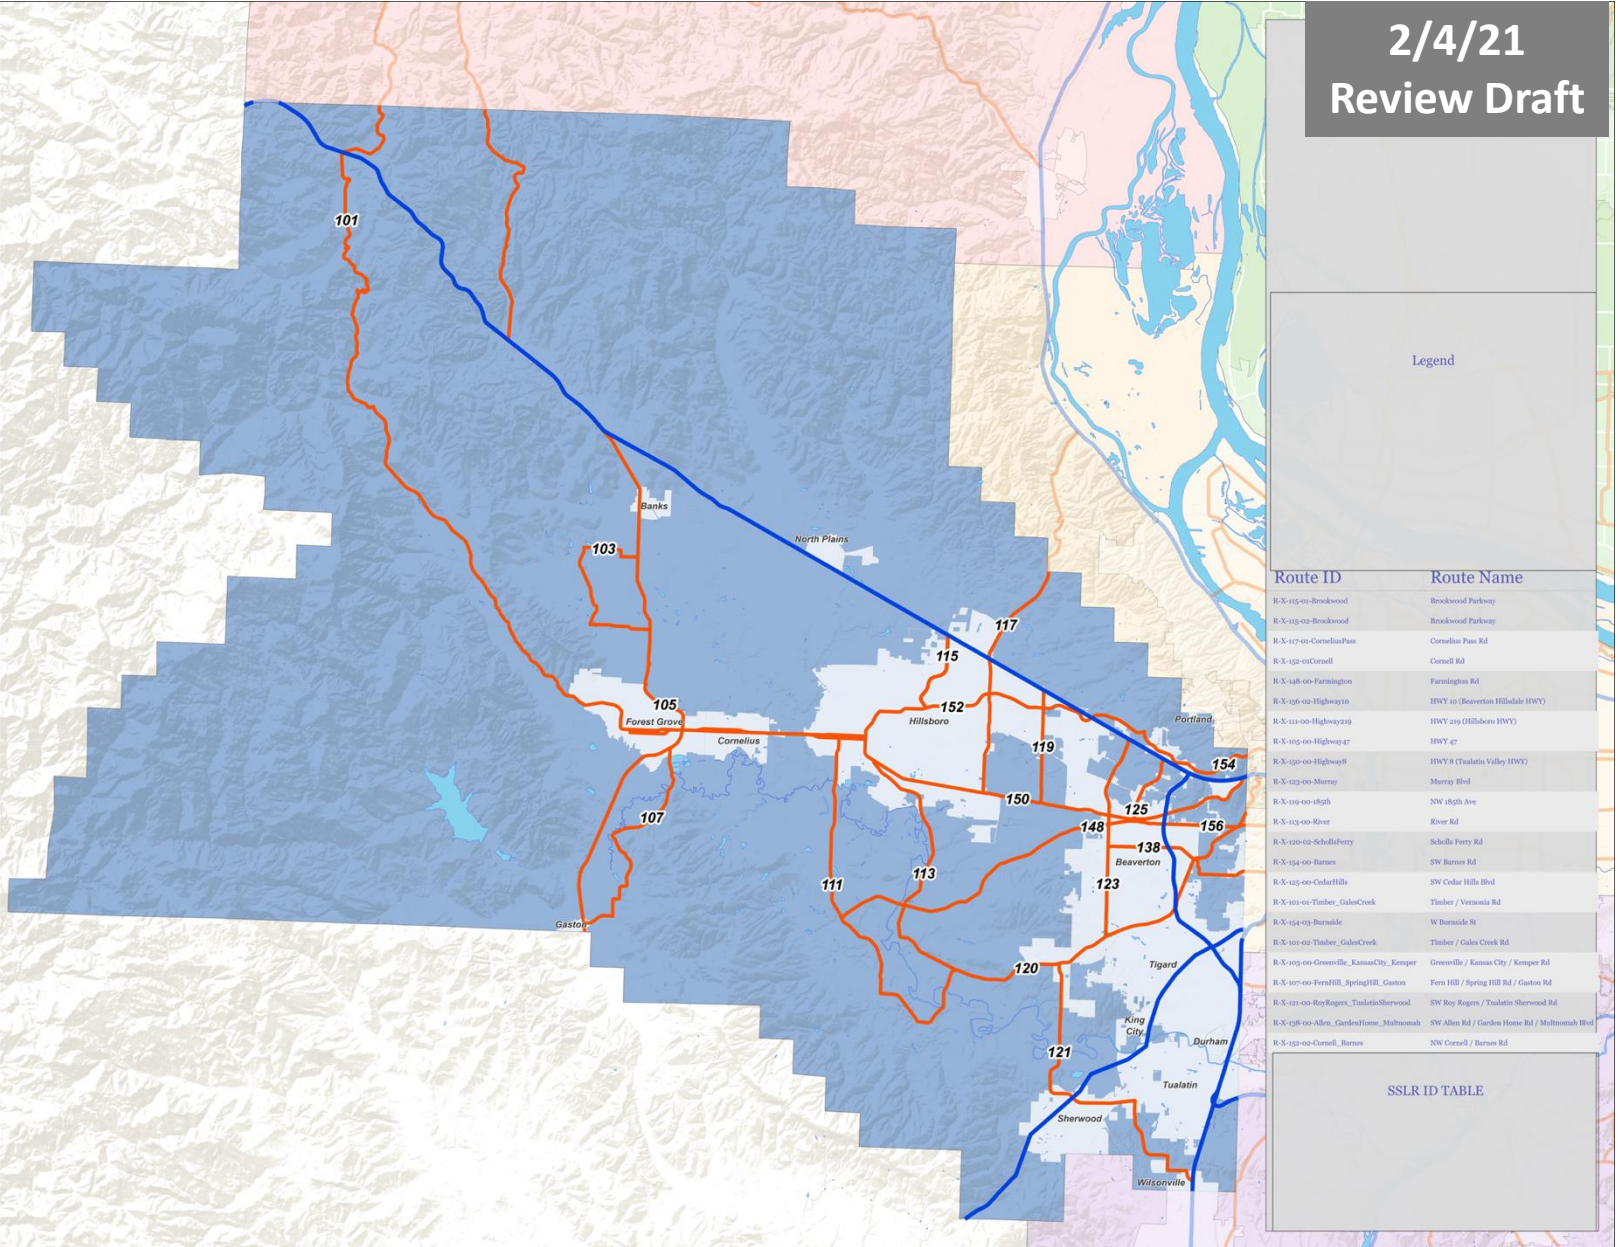 2/4/21
Review Draft
101
Legend
Banks
North Plains
103
Route ID Route Name
R-X-115-01-Brookwood Brookwood Parkway
R-X-115-02-Brookwood Brookwood Parkway
R-X-117-01-CorneliusPass Cornelius Pass Rd
R-X-152-01Cornell Cornell Rd
R-X-148-00-Farmington Farmington Rd
R-X-156-02-Highway10 HWY 10 (Beaverton Hillsdale HWY)
R-X-111-00-Highway219 HWY 219 (Hillsboro HWY)
R-X-105-00-Highway47 HWY 47
R-X-150-00-Highway8 HWY 8 (Tualatin Valley HWY)
R-X-123-00-Murray Murray Blvd
R-X-119-00-185th NW 185th Ave
R-X-113-00-River River Rd
R-X-120-02-SchollsFerry Scholls Ferry Rd
R-X-154-00-Barnes SW Barnes Rd
R-X-125-00-CedarHills SW Cedar Hills Blvd
R-X-101-01-Timber_GalesCreek Timber / Vernonia Rd
R-X-154-03-Burnside W Burnside St
R-X-101-02-Timber_GalesCreek Timber / Gales Creek Rd
R-X-103-00-Greenville_KansasCity_Kemper Greenville / Kansas City / Kemper Rd
R-X-107-00-FernHill_SpringHill_Gaston Fern Hill / Spring Hill Rd / Gaston Rd
R-X-121-00-RoyRogers_TualatinSherwood SW Roy Rogers / Tualatin Sherwood Rd
R-X-138-00-Allen_GardenHome_Multnomah SW Allen Rd / Garden Home Rd / Multnomah Blvd
R-X-152-02-Cornell_Barnes NW Cornell / Barnes Rd
117
115
105
152
Forest Grove
Hillsboro
Portland
Cornelius
119
154
150
125
107
148
156
138
Beaverton
113
111
123
Gaston
120
Tigard
King
City
Durham
121
Tualatin
SSLR ID TABLE
Sherwood
Wilsonville